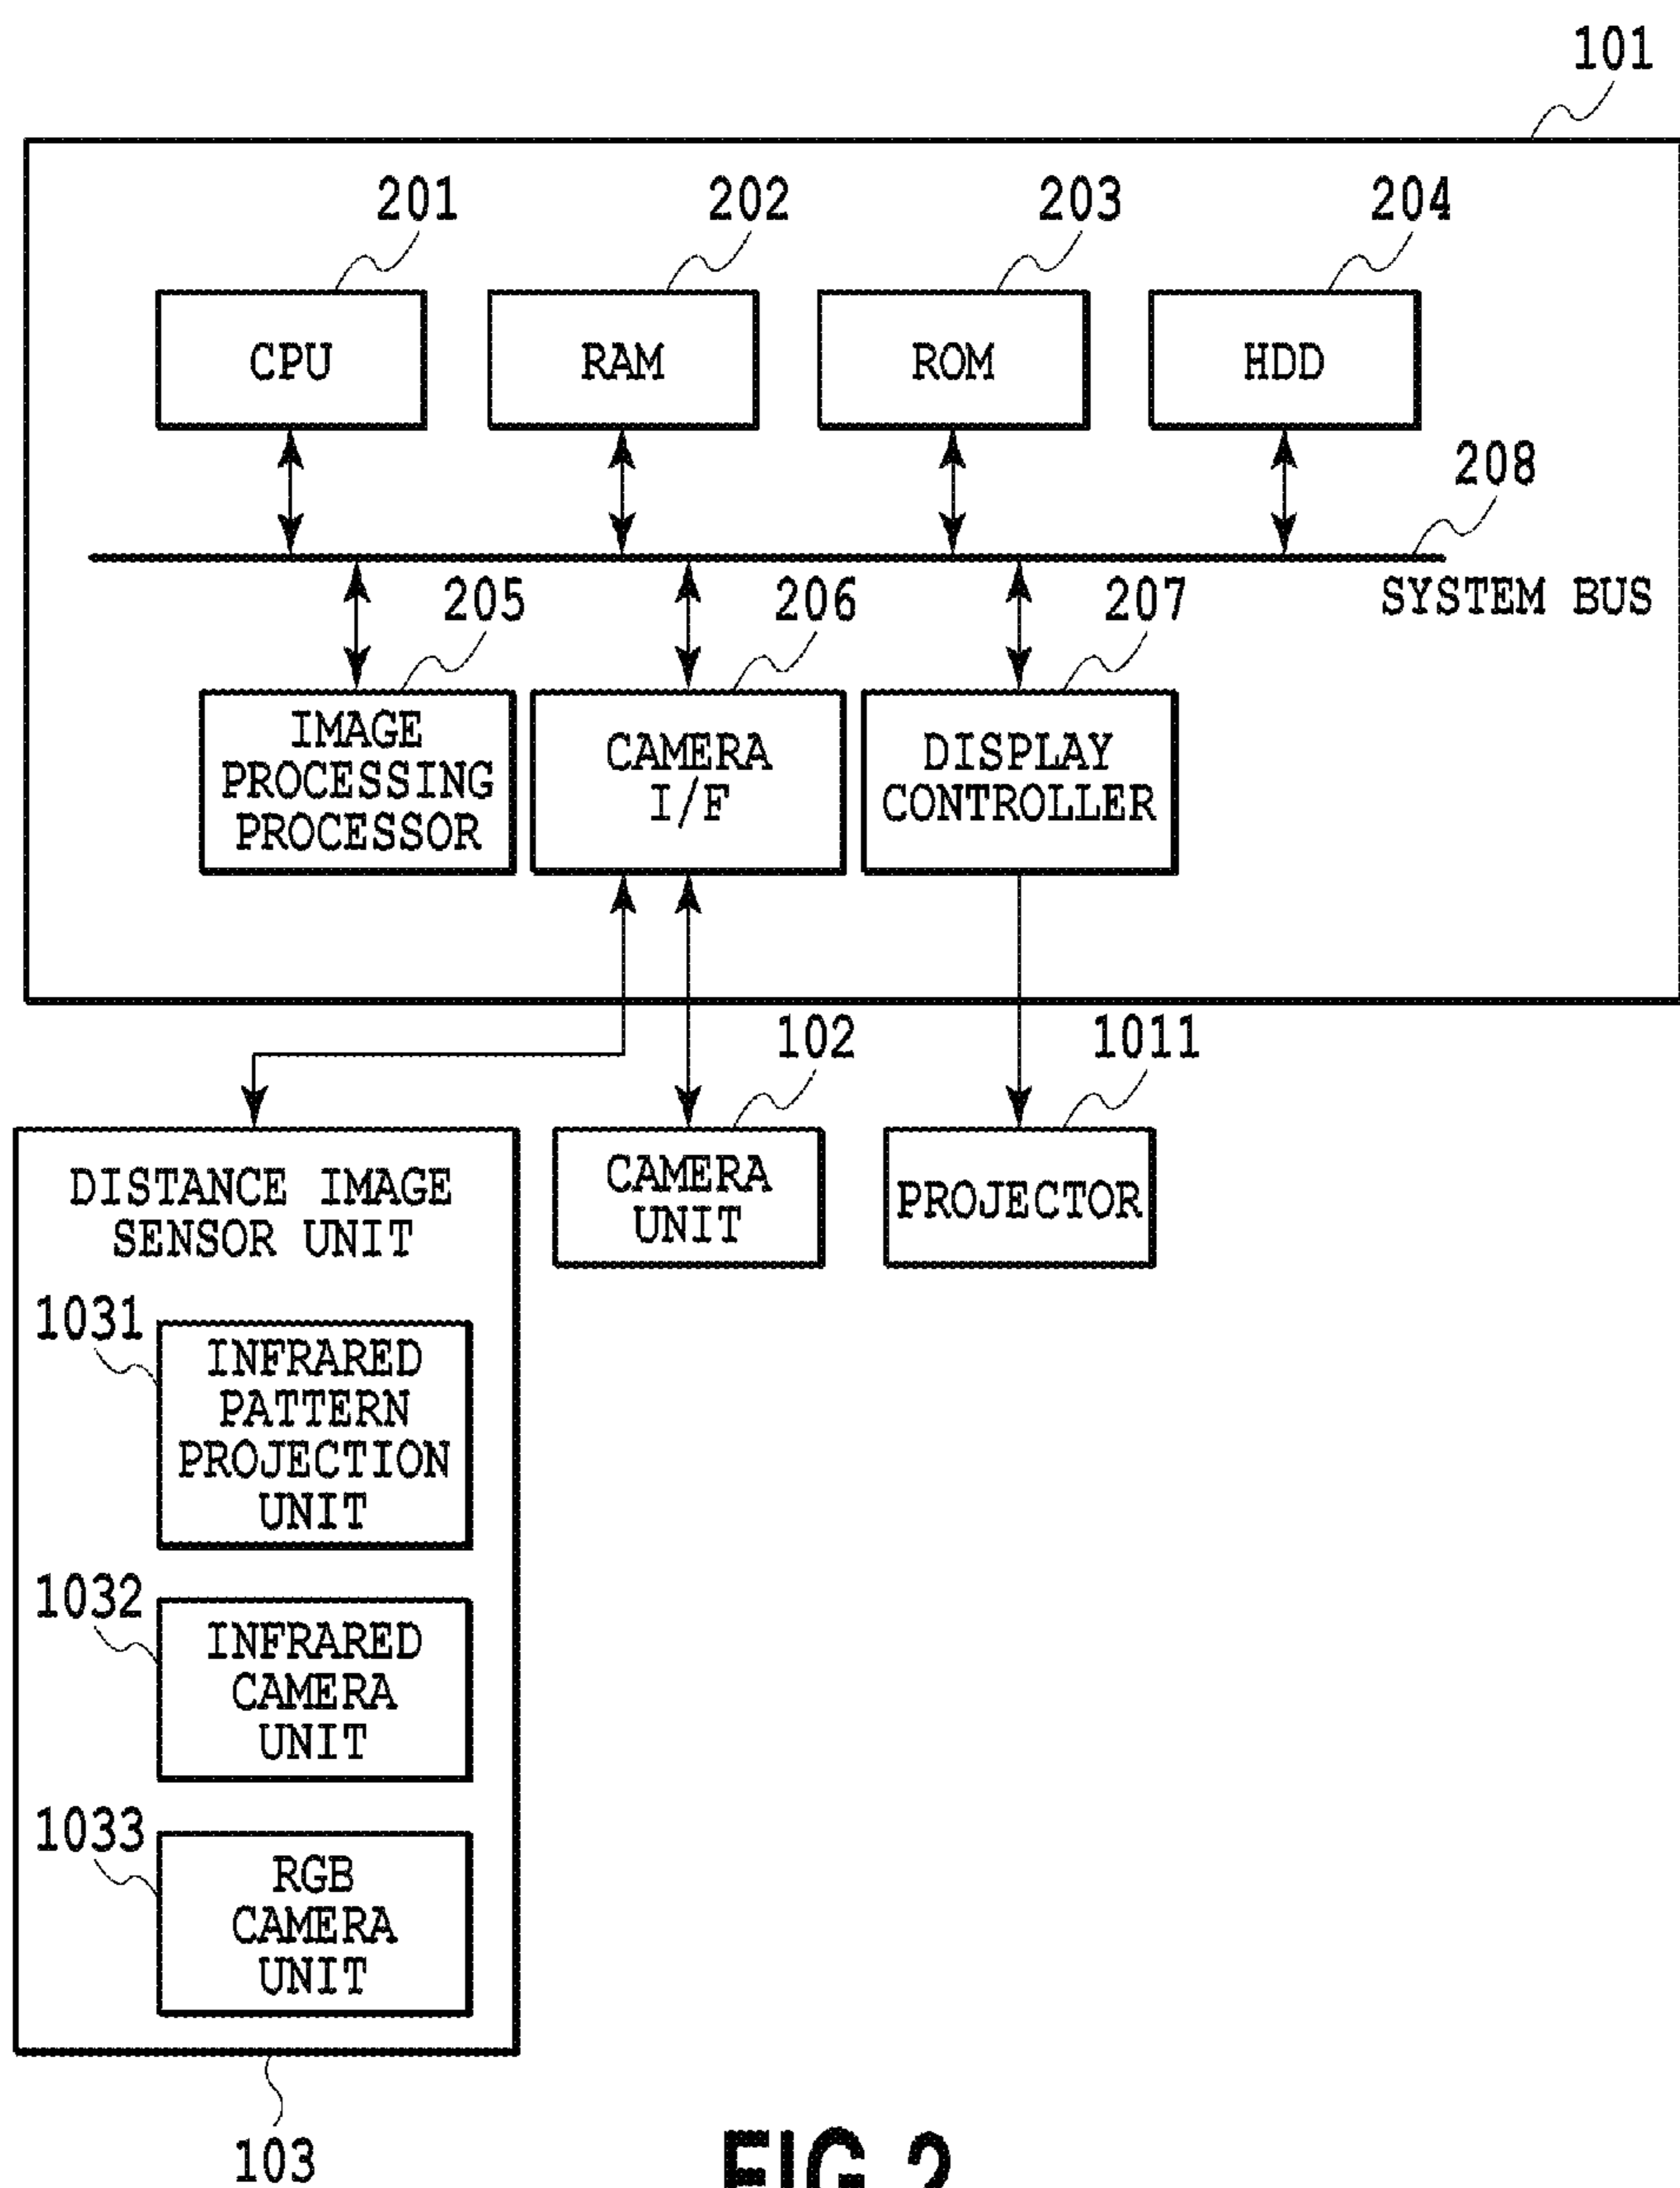 101
201 202 203 204
CPU RAM ROM HDD
208
SYSTEM BUS
205 206 207
IMAGE
PROCESSING
PROCESSOR
CAMERA
I/F
DISPLAY
CONTROLLER
102 1011
DISTANCE IMAGE
SENSOR UNIT
CAMERA
UNIT
PROJECTOR
1031
INFRARED
PATTERN
PROJECTION
UNIT
1032
INFRARED
CAMERA
UNIT
1033
RGB
CAMERA
UNIT
103
FIG.2